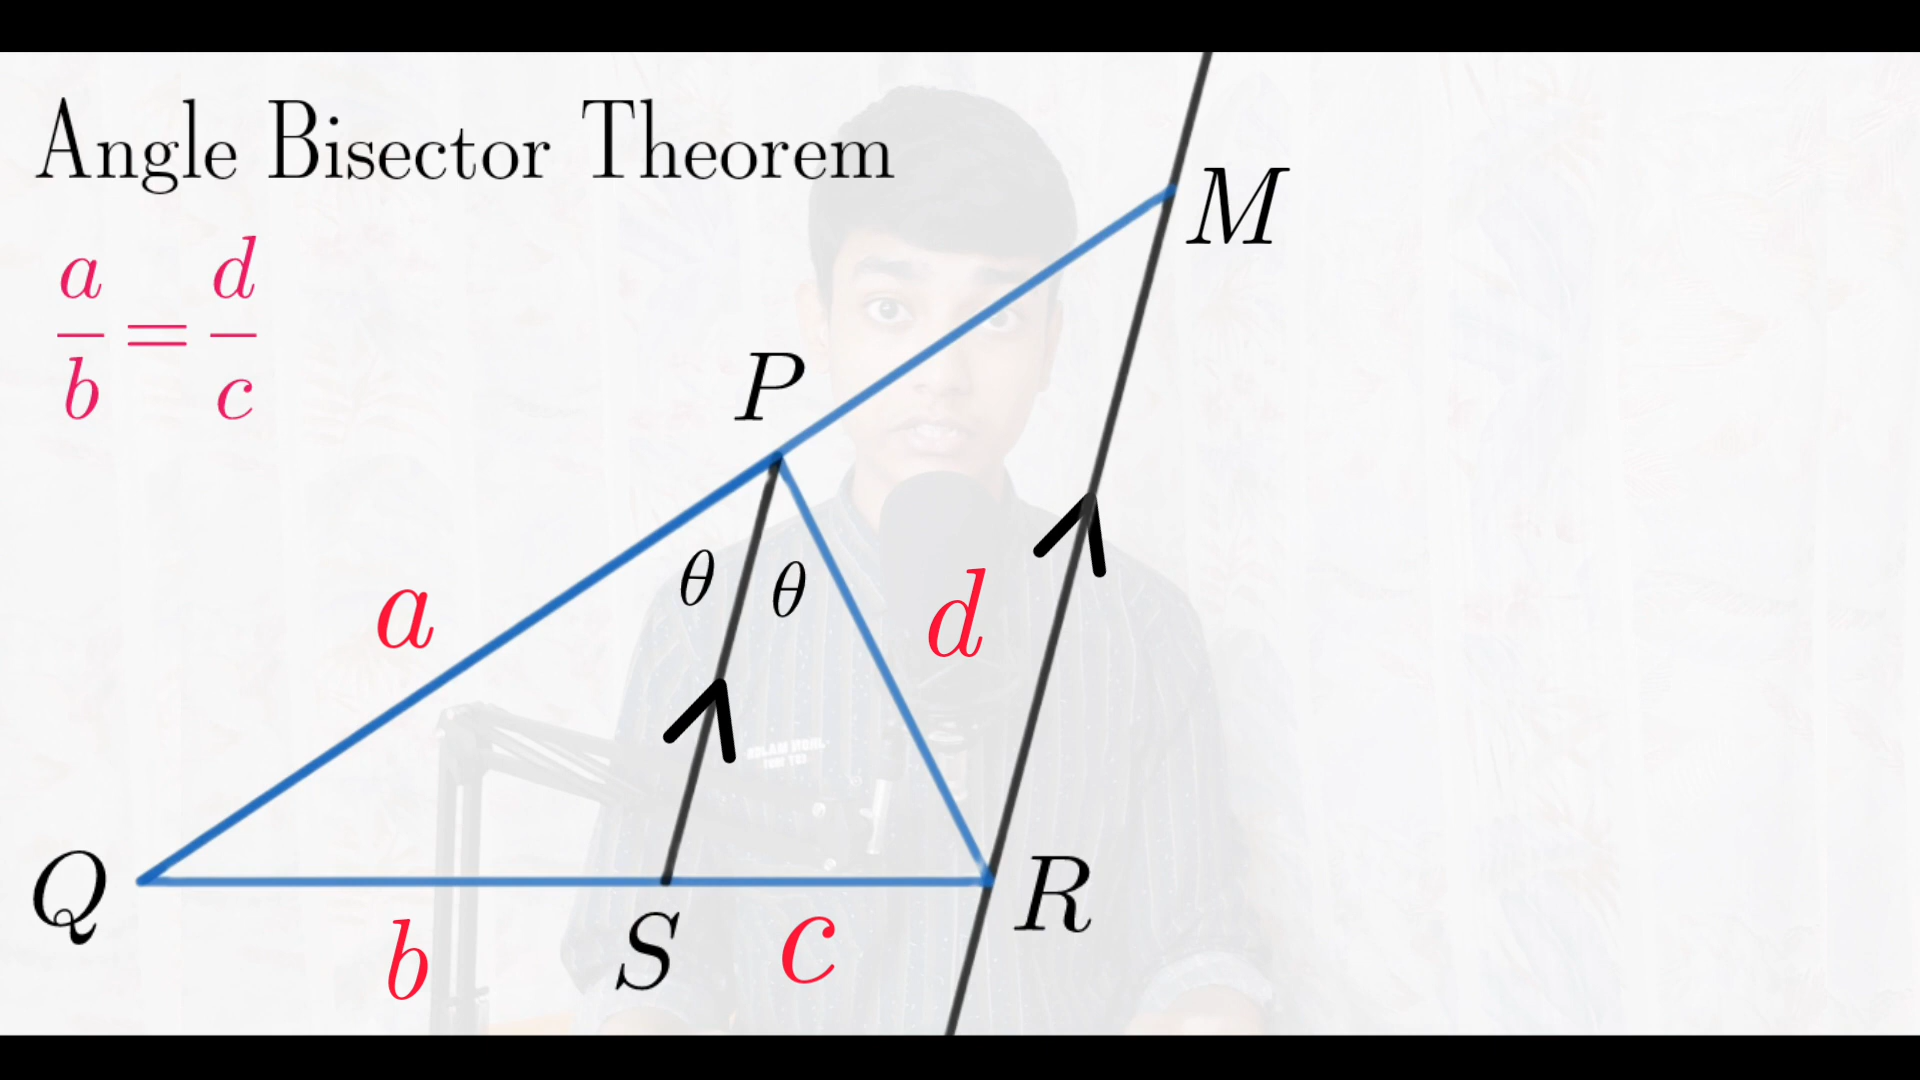 Angle Bisector Theorem
a/b = d/c
M
P
θ θ
a
d
Q
R
b
S
c